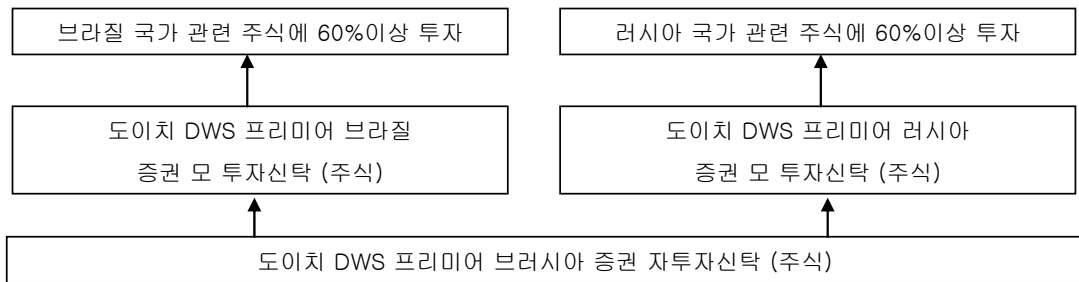 브라질 국가 관련 주식에 60%이상 투자
러시아 국가 관련 주식에 60%이상 투자
도이치 DWS 프리미어 브라질
증권 모 투자신탁 (주식)
도이치 DWS 프리미어 러시아
증권 모 투자신탁 (주식)
도이치 DWS 프리미어 브러시아 증권 자투자신탁 (주식)